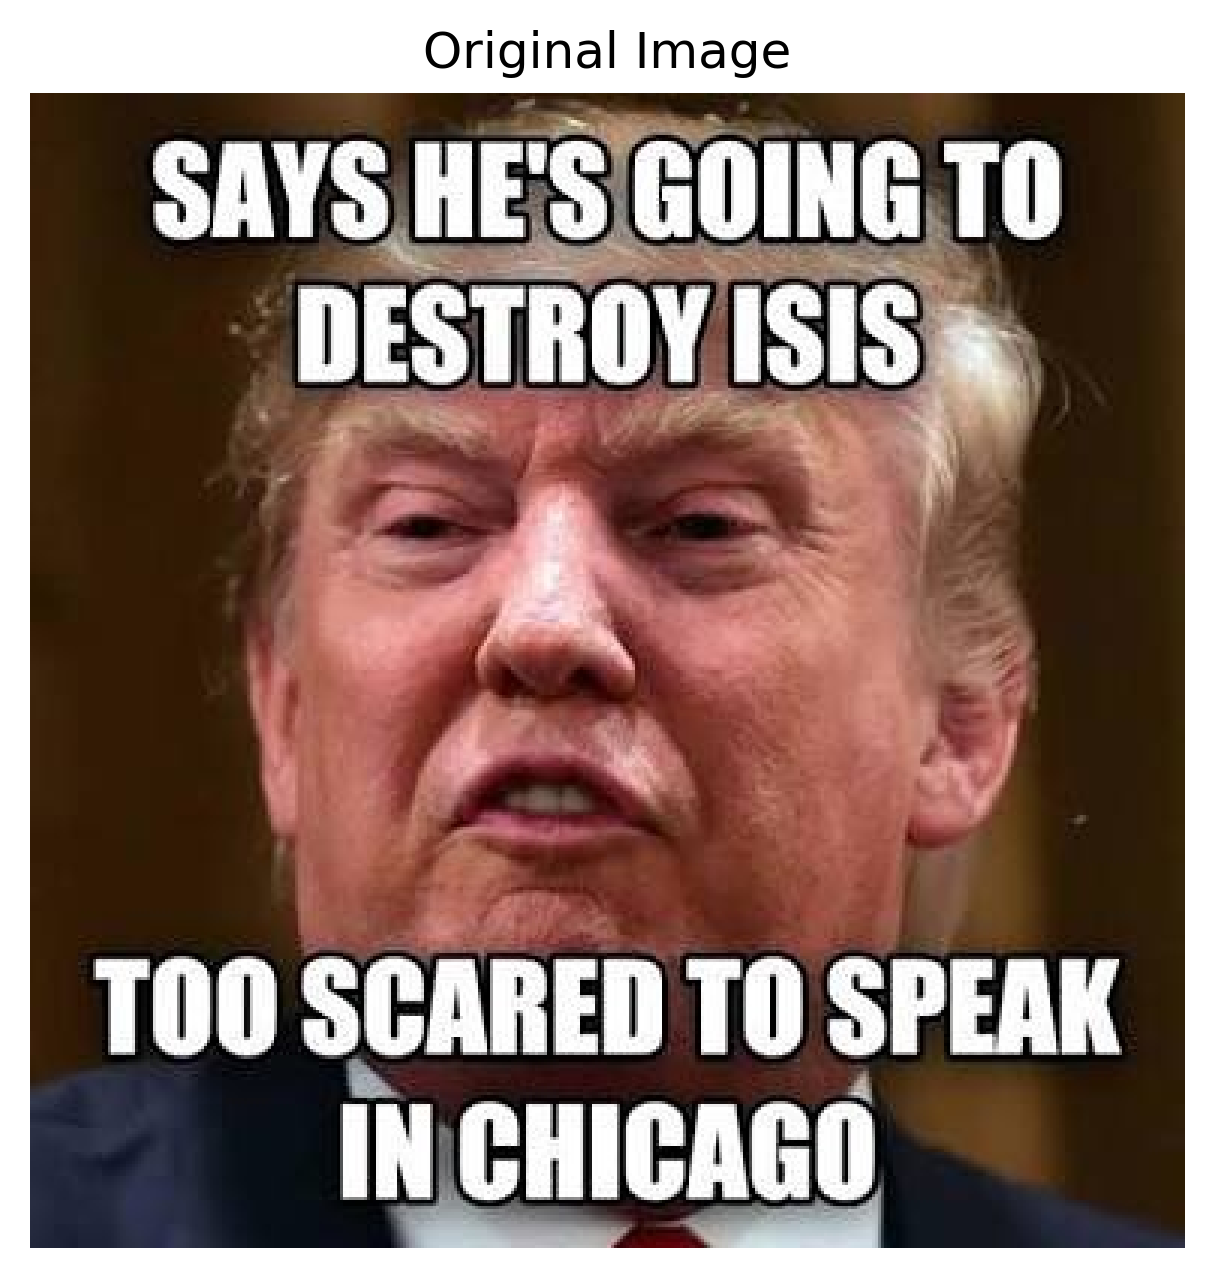 Original Image
SAYS HE'S GOING TO
DESTROY ISIS
TOO SCARED TO SPEAK
IN CHICAGO